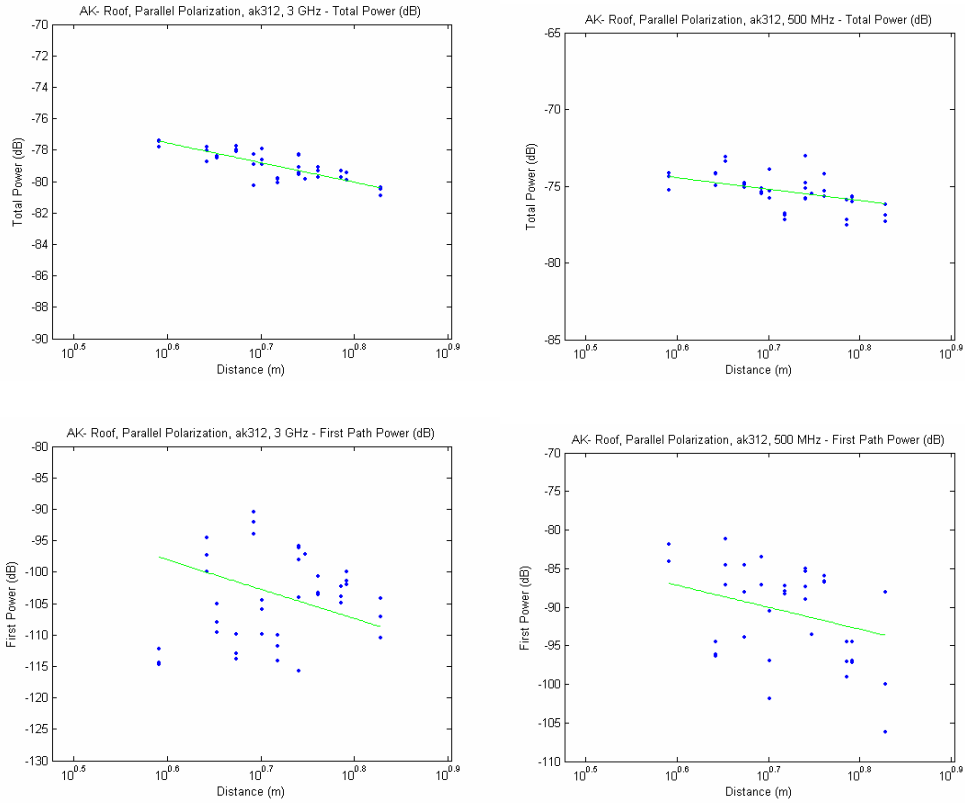 AK- Roof, Parallel Polarization, ak312, 3 GHz - Total Power (dB)
-70
-72
-74
-76
-78
-80
-82
-84
-86
-88
-90
Total Power (dB)
10^0.5 10^0.6 10^0.7 10^0.8 10^0.9
Distance (m)
AK- Roof, Parallel Polarization, ak312, 500 MHz - Total Power (dB)
-65
-70
-75
-80
-85
Total Power (dB)
10^0.5 10^0.6 10^0.7 10^0.8 10^0.9
Distance (m)
AK- Roof, Parallel Polarization, ak312, 3 GHz - First Path Power (dB)
-80
-85
-90
-95
-100
-105
-110
-115
-120
-125
-130
First Power (dB)
10^0.5 10^0.6 10^0.7 10^0.8 10^0.9
Distance (m)
AK- Roof, Parallel Polarization, ak312, 500 MHz - First Path Power (dB)
-70
-75
-80
-85
-90
-95
-100
-105
-110
First Power (dB)
10^0.5 10^0.6 10^0.7 10^0.8 10^0.9
Distance (m)